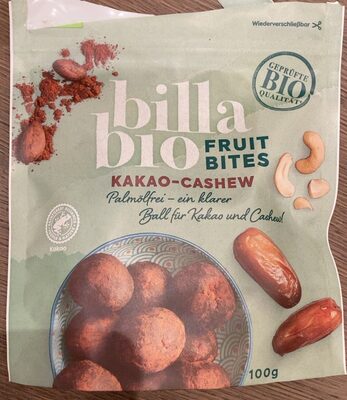 Wiederverschließbar
GEPRÜFTE
BIO
QUALITÄT
billa
bio
FRUIT
BITES
KAKAO-CASHEW
Palmölfrei – ein klarer
Ball für Kakao und Cashew!
Kakao
100g